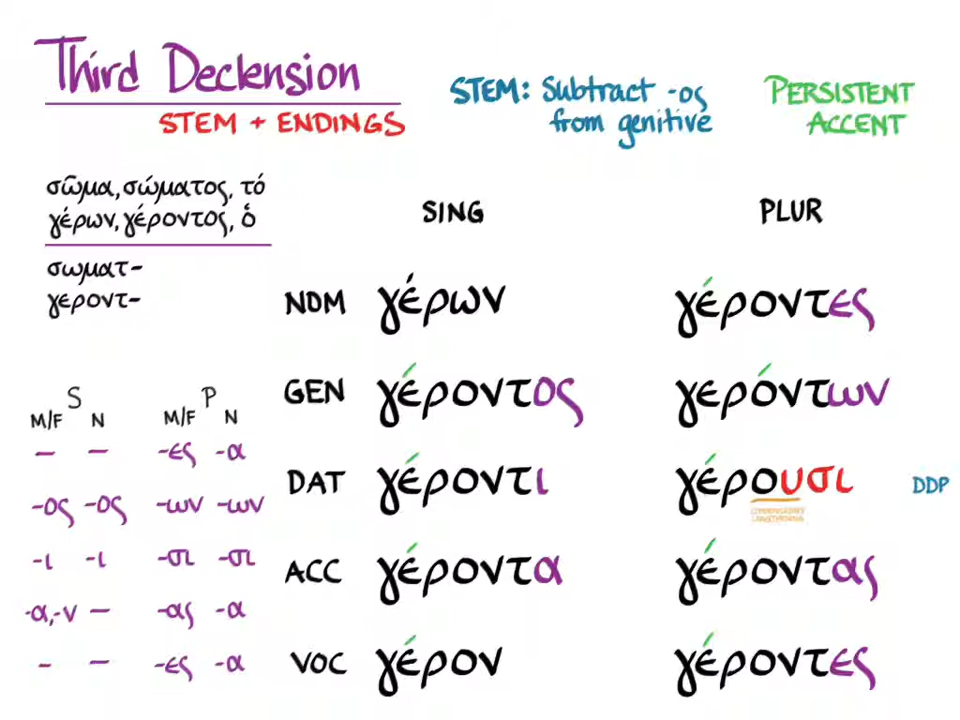 Third Declension
STEM + ENDINGS
STEM: Subtract -ος
from genitive
PERSISTENT
ACCENT
σῶμα, σώματος, τό
γέρων, γέροντος, ὁ
σωματ-
γεροντ-
SING PLUR
NOM γέρων γέροντες
GEN γέροντος γερόντων
DAT γέροντι γέρουσι DDP
COMPENSATORY
LENGTHENING
ACC γέροντα γέροντας
VOC γέρον γέροντες
S P
M/F N M/F N
– – -ες -α
-ος -ος -ων -ων
-ι -ι -σι -σι
-α,-ν – -ας -α
- – -ες -α